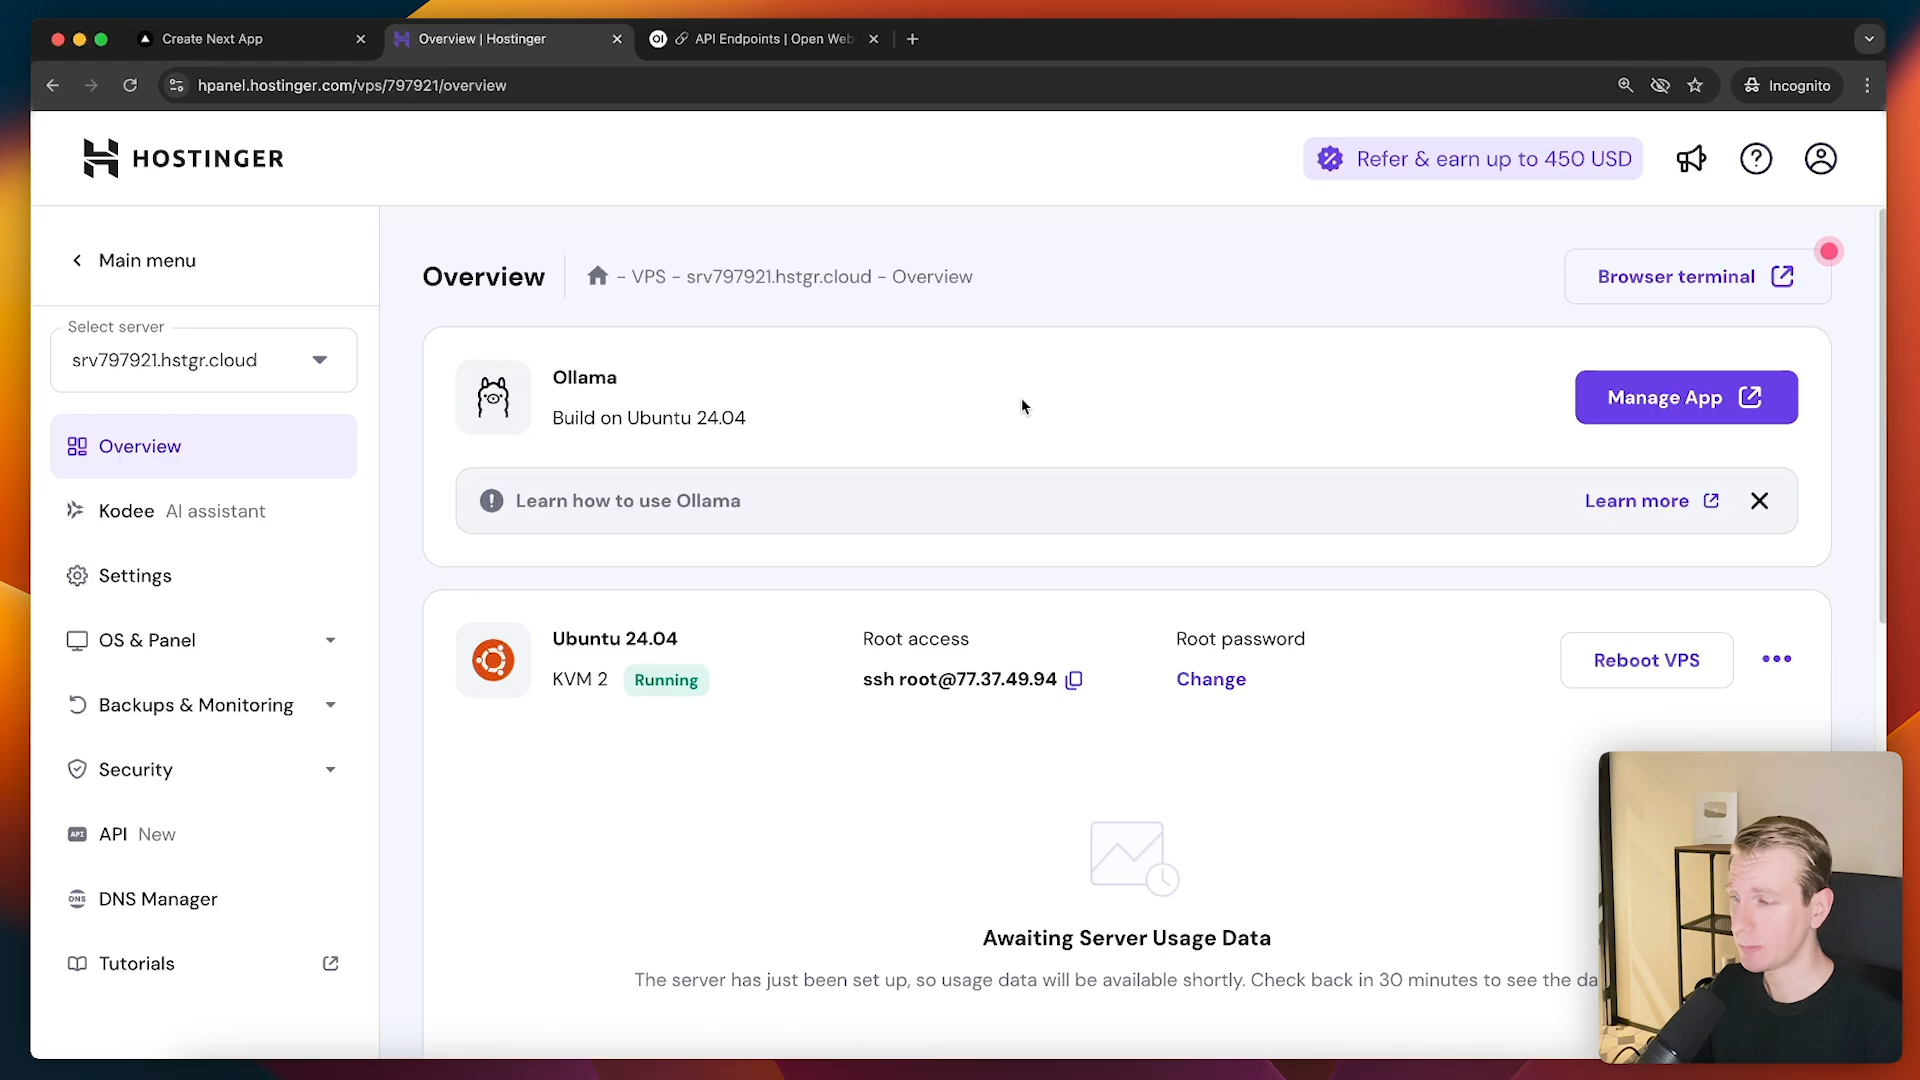 Create Next App
Overview | Hostinger
OI
API Endpoints | Open Web
hpanel.hostinger.com/vps/797921/overview
Incognito
HOSTINGER
Refer & earn up to 450 USD
Main menu
Select server
srv797921.hstgr.cloud
Overview
Kodee AI assistant
Settings
OS & Panel
Backups & Monitoring
Security
API API New
DNS DNS Manager
Tutorials
Overview
- VPS - srv797921.hstgr.cloud - Overview
Browser terminal
Ollama
Build on Ubuntu 24.04
Manage App
Learn how to use Ollama
Learn more
Ubuntu 24.04
KVM 2 Running
Root access
ssh root@77.37.49.94
Root password
Change
Reboot VPS
Awaiting Server Usage Data
The server has just been set up, so usage data will be available shortly. Check back in 30 minutes to see the da